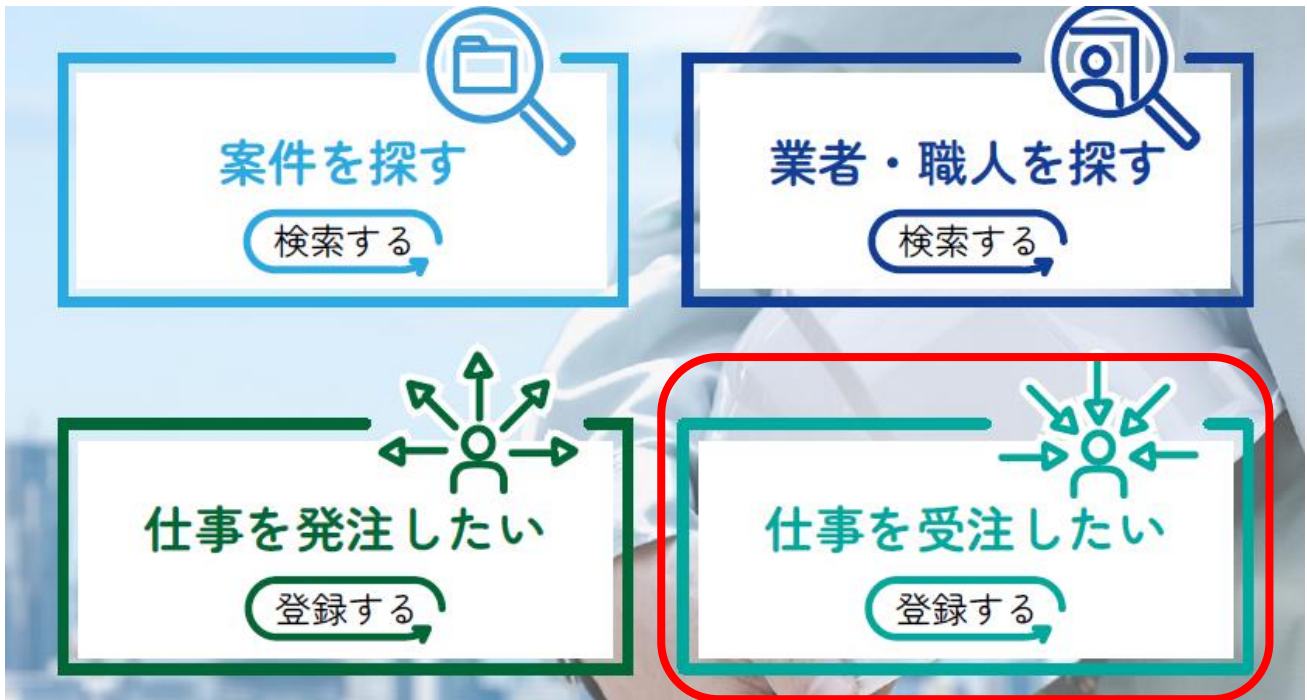 案件を探す
検索する
業者・職人を探す
検索する
仕事を発注したい
登録する
仕事を受注したい
登録する